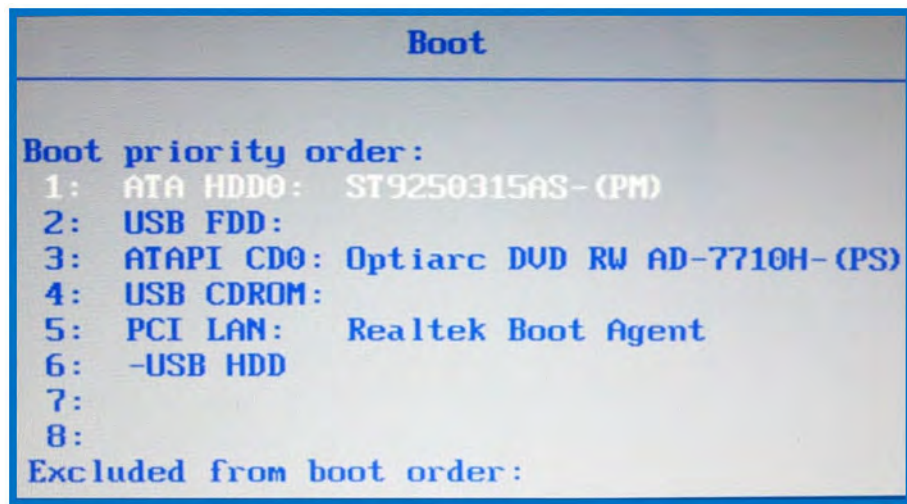 Boot
Boot priority order:
1: ATA HDD0: ST9250315AS-(PM)
2: USB FDD:
3: ATAPI CD0: Optiarc DVD RW AD-7710H-(PS)
4: USB CDROM:
5: PCI LAN: Realtek Boot Agent
6: -USB HDD
7:
8:
Excluded from boot order: